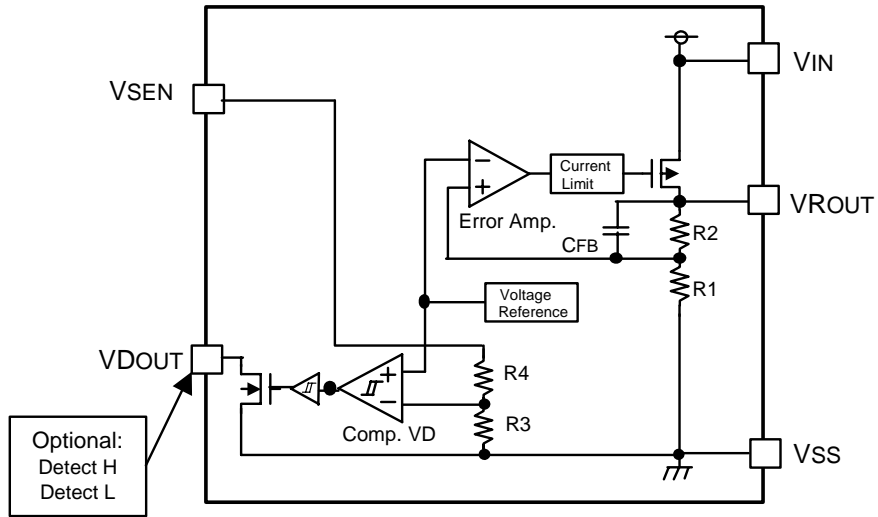 VIN
VSEN
Current
Limit
−
+
Error Amp.
VROUT
CFB
R2
R1
Voltage
Reference
VDOUT
+
−
R4
R3
Comp. VD
VSS
Optional:
Detect H
Detect L